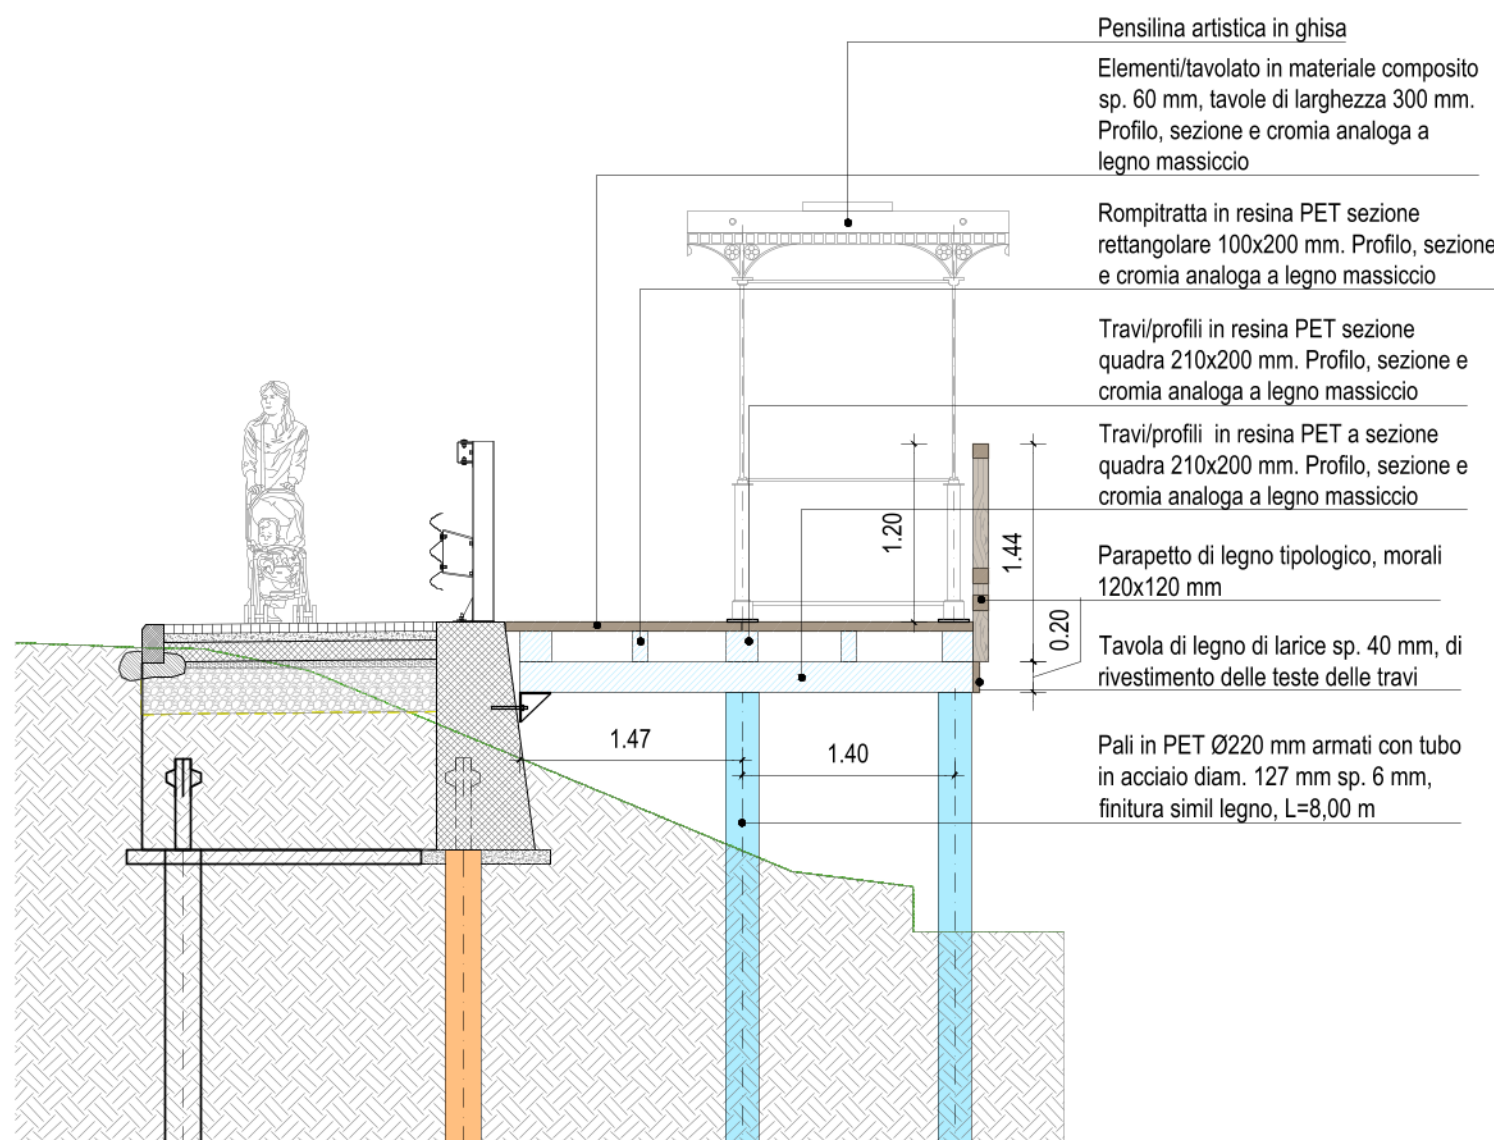 Pensilina artistica in ghisa
Elementi/tavolato in materiale composito
sp. 60 mm, tavole di larghezza 300 mm.
Profilo, sezione e cromia analoga a
legno massiccio
Rompitratta in resina PET sezione
rettangolare 100x200 mm. Profilo, sezione
e cromia analoga a legno massiccio
Travi/profili in resina PET sezione
quadra 210x200 mm. Profilo, sezione e
cromia analoga a legno massiccio
Travi/profili in resina PET a sezione
quadra 210x200 mm. Profilo, sezione e
cromia analoga a legno massiccio
1.20
1.44
Parapetto di legno tipologico, morali
120x120 mm
0.20
Tavola di legno di larice sp. 40 mm, di
rivestimento delle teste delle travi
1.47
1.40
Pali in PET Ø220 mm armati con tubo
in acciaio diam. 127 mm sp. 6 mm,
finitura simil legno, L=8,00 m